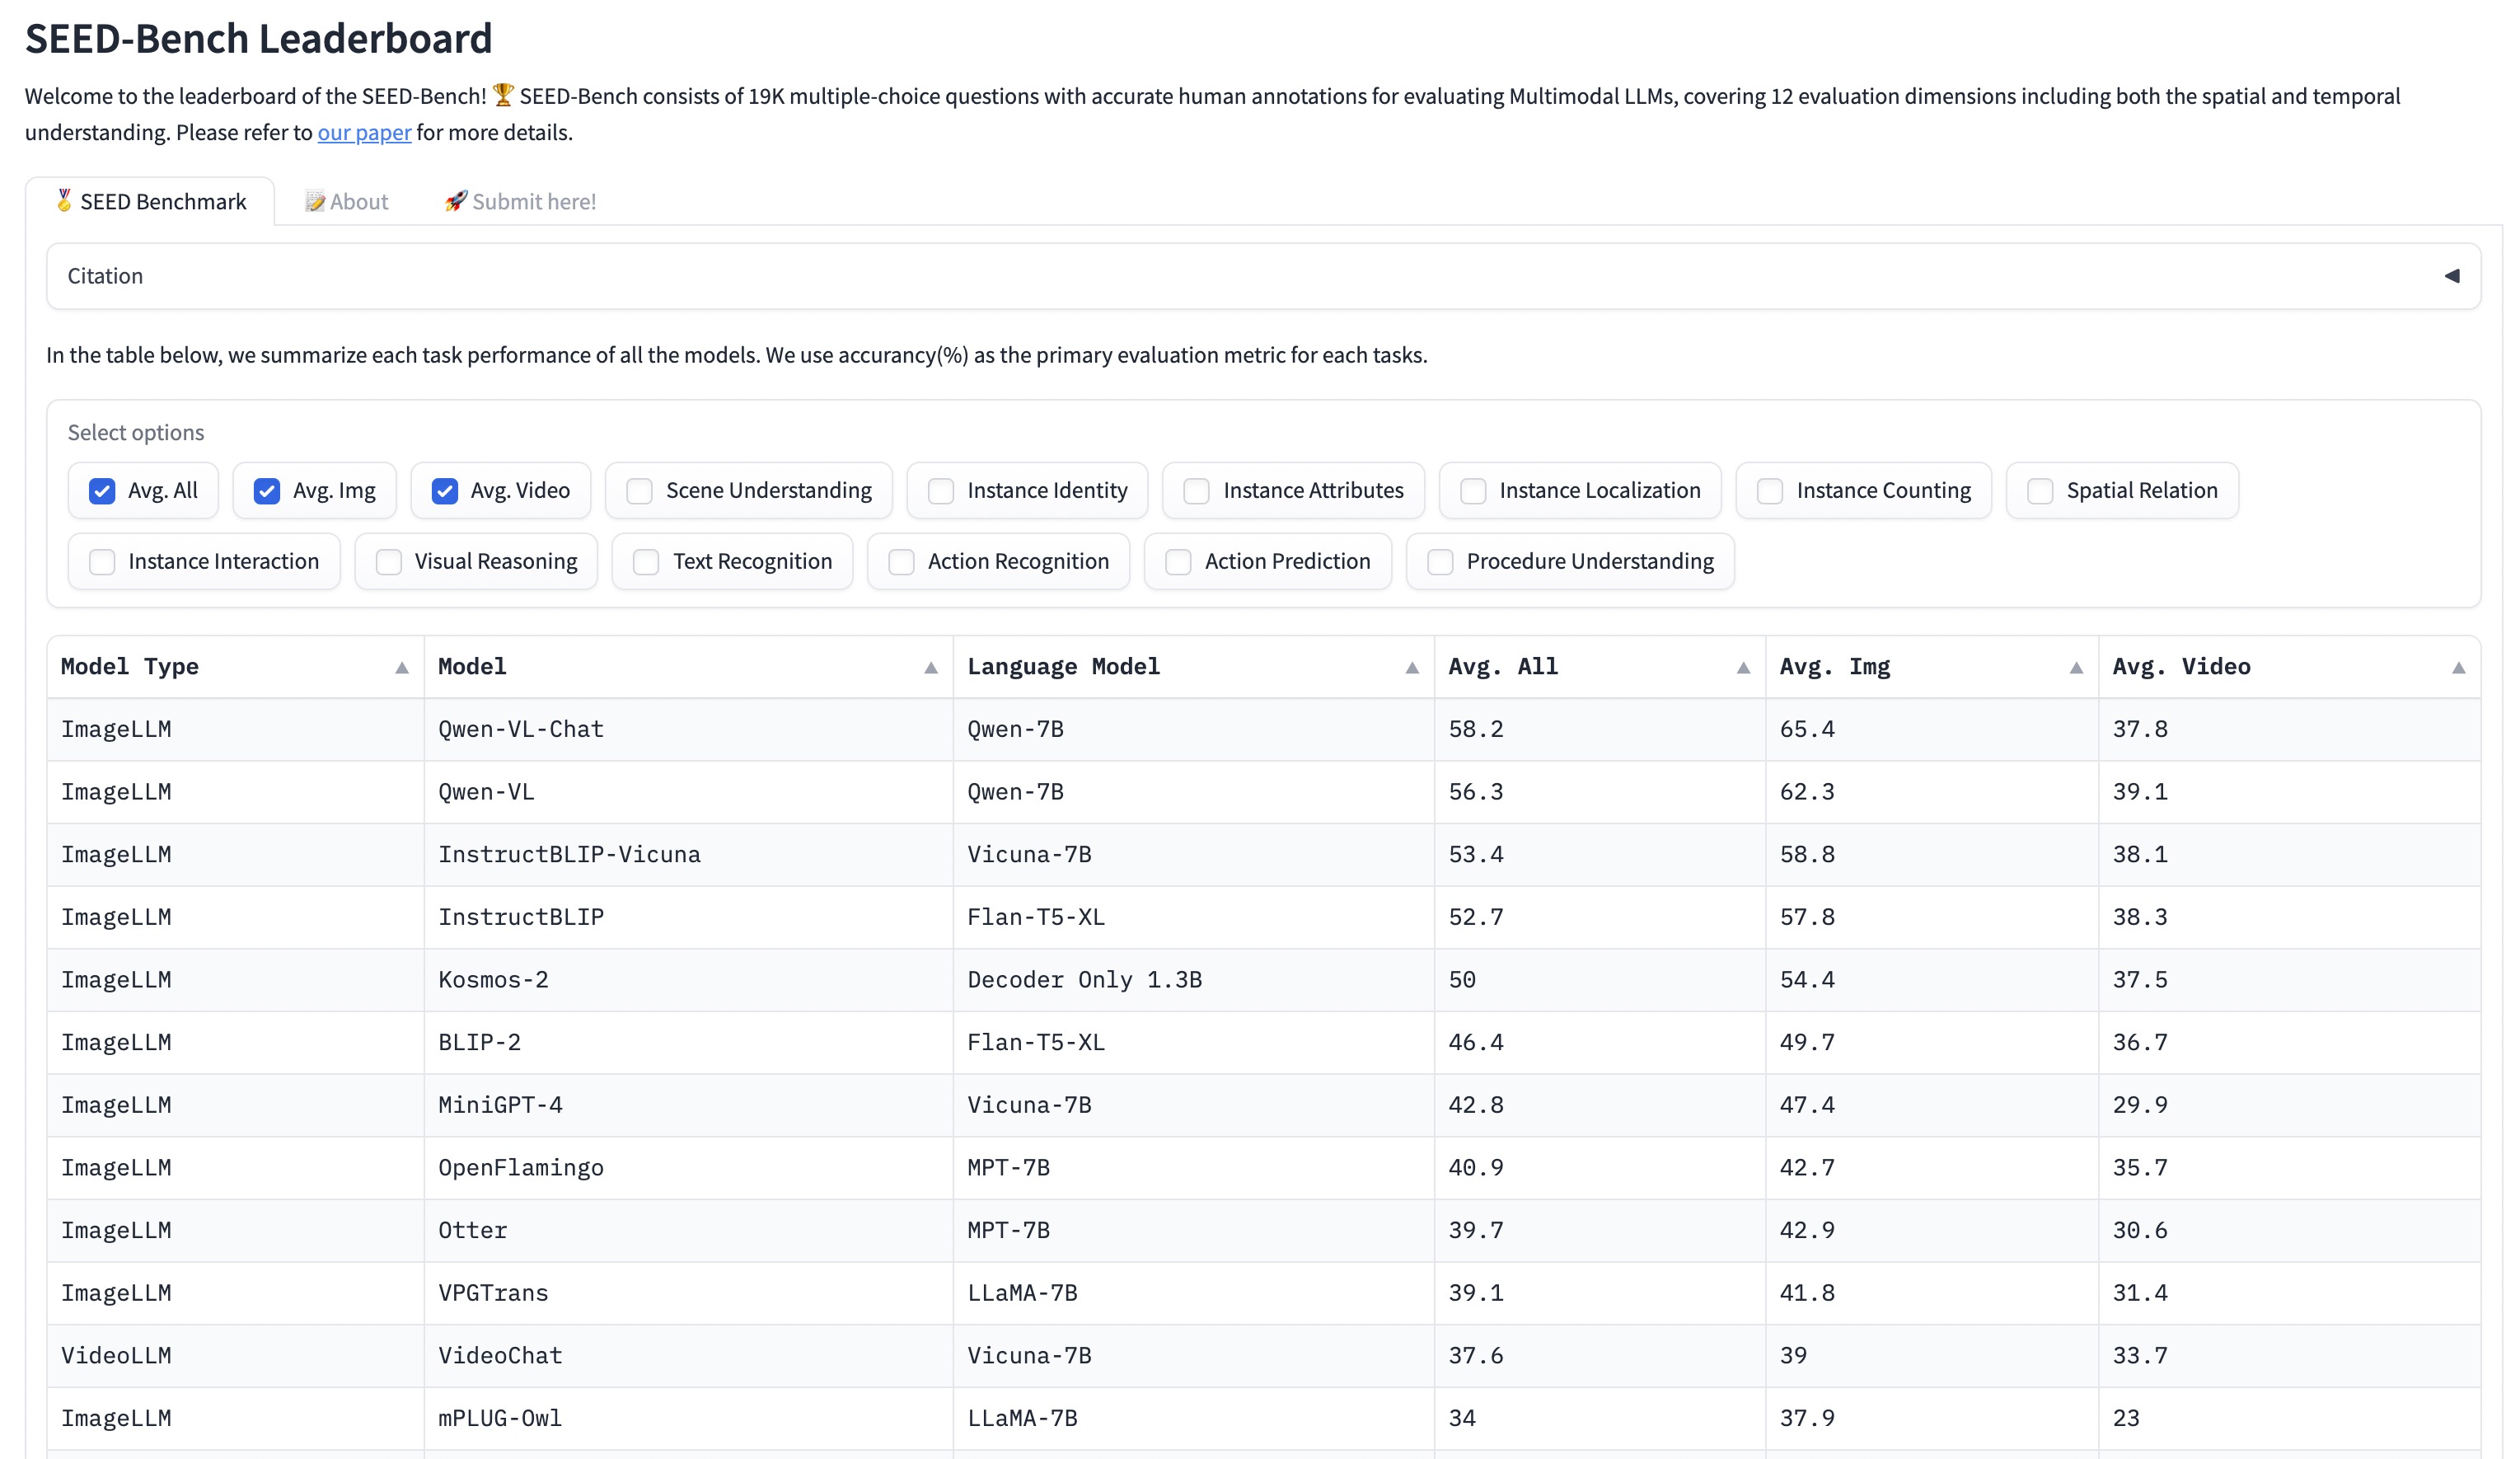 SEED-Bench Leaderboard
Welcome to the leaderboard of the SEED-Bench! 🏆 SEED-Bench consists of 19K multiple-choice questions with accurate human annotations for evaluating Multimodal LLMs, covering 12 evaluation dimensions including both the spatial and temporal
understanding. Please refer to our paper for more details.
🏅 SEED Benchmark 📝 About 🚀 Submit here!
Citation
In the table below, we summarize each task performance of all the models. We use accurancy(%) as the primary evaluation metric for each tasks.
Select options
Avg. All Avg. Img Avg. Video Scene Understanding Instance Identity Instance Attributes Instance Localization Instance Counting Spatial Relation
Instance Interaction Visual Reasoning Text Recognition Action Recognition Action Prediction Procedure Understanding
Model Type Model Language Model Avg. All Avg. Img Avg. Video
ImageLLM Qwen-VL-Chat Qwen-7B 58.2 65.4 37.8
ImageLLM Qwen-VL Qwen-7B 56.3 62.3 39.1
ImageLLM InstructBLIP-Vicuna Vicuna-7B 53.4 58.8 38.1
ImageLLM InstructBLIP Flan-T5-XL 52.7 57.8 38.3
ImageLLM Kosmos-2 Decoder Only 1.3B 50 54.4 37.5
ImageLLM BLIP-2 Flan-T5-XL 46.4 49.7 36.7
ImageLLM MiniGPT-4 Vicuna-7B 42.8 47.4 29.9
ImageLLM OpenFlamingo MPT-7B 40.9 42.7 35.7
ImageLLM Otter MPT-7B 39.7 42.9 30.6
ImageLLM VPGTrans LLaMA-7B 39.1 41.8 31.4
VideoLLM VideoChat Vicuna-7B 37.6 39 33.7
ImageLLM mPLUG-Owl LLaMA-7B 34 37.9 23